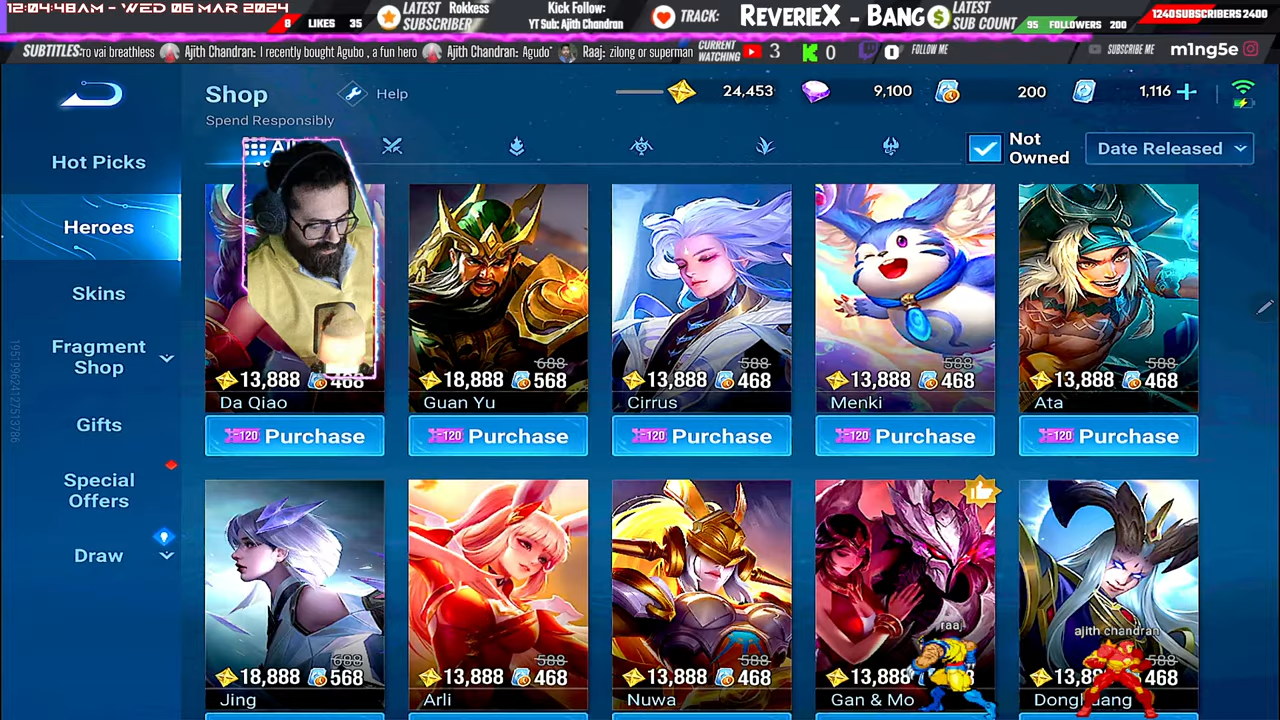 12:04:48AM - WED 06 MAR 2024
8 LIKES 35
LATEST SUBSCRIBER Rokkess
Kick Follow:
YT Sub: Ajith Chandran
TRACK: REVERIEX - BANG
LATEST SUB COUNT
95 FOLLOWERS 200
1240 SUBSCRIBERS 2400
SUBTITLES: ro vai breathless Ajith Chandran: I recently bought Agubo , a fun hero Ajith Chandran: Agudo* Raaj: zilong or superman CURRENT WATCHING 3 0 0 FOLLOW ME SUBSCRIBE ME m1ng5e
Shop
Help
24,453 9,100 200 1,116
Spend Responsibly
Not Owned
Date Released
Hot Picks
Heroes
Skins
Fragment Shop
Gifts
Special Offers
Draw
13,888 468
Da Qiao
688
18,888 568
Guan Yu
588
13,888 468
Cirrus
588
13,888 468
Menki
588
13,888 468
Ata
120 Purchase
120 Purchase
120 Purchase
120 Purchase
120 Purchase
688
18,888 568
Jing
588
13,888 468
Arli
588
13,888 468
Nuwa
raaj
13,888
Gan & Mo
ajith chandran
588
468